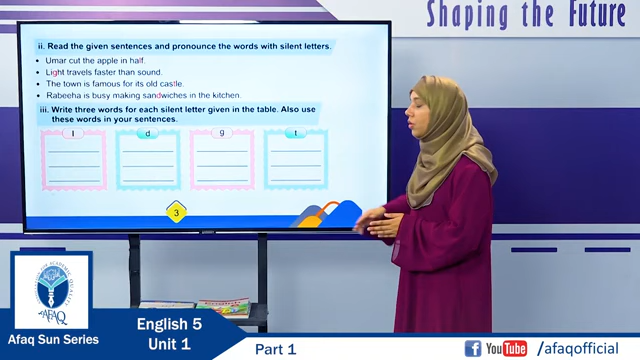 Shaping the Future
ii. Read the given sentences and pronounce the words with silent letters.
• Umar cut the apple in half.
• Light travels faster than sound.
• The town is famous for its old castle.
• Rabeeha is busy making sandwiches in the kitchen.
iii. Write three words for each silent letter given in the table. Also use
these words in your sentences.
l d g t
3
AFAQ
Afaq Sun Series
English 5
Unit 1
Part 1
f You Tube /afaqofficial